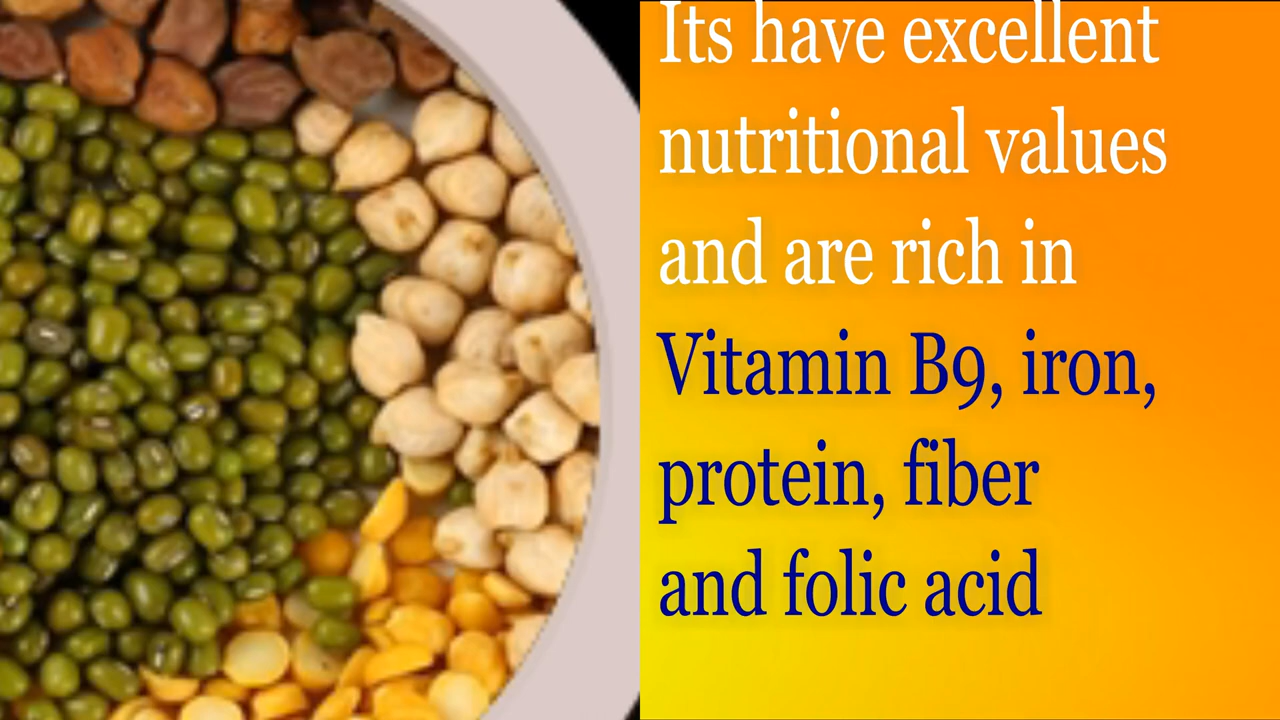 Its have excellent
nutritional values
and are rich in
Vitamin B9, iron,
protein, fiber
and folic acid